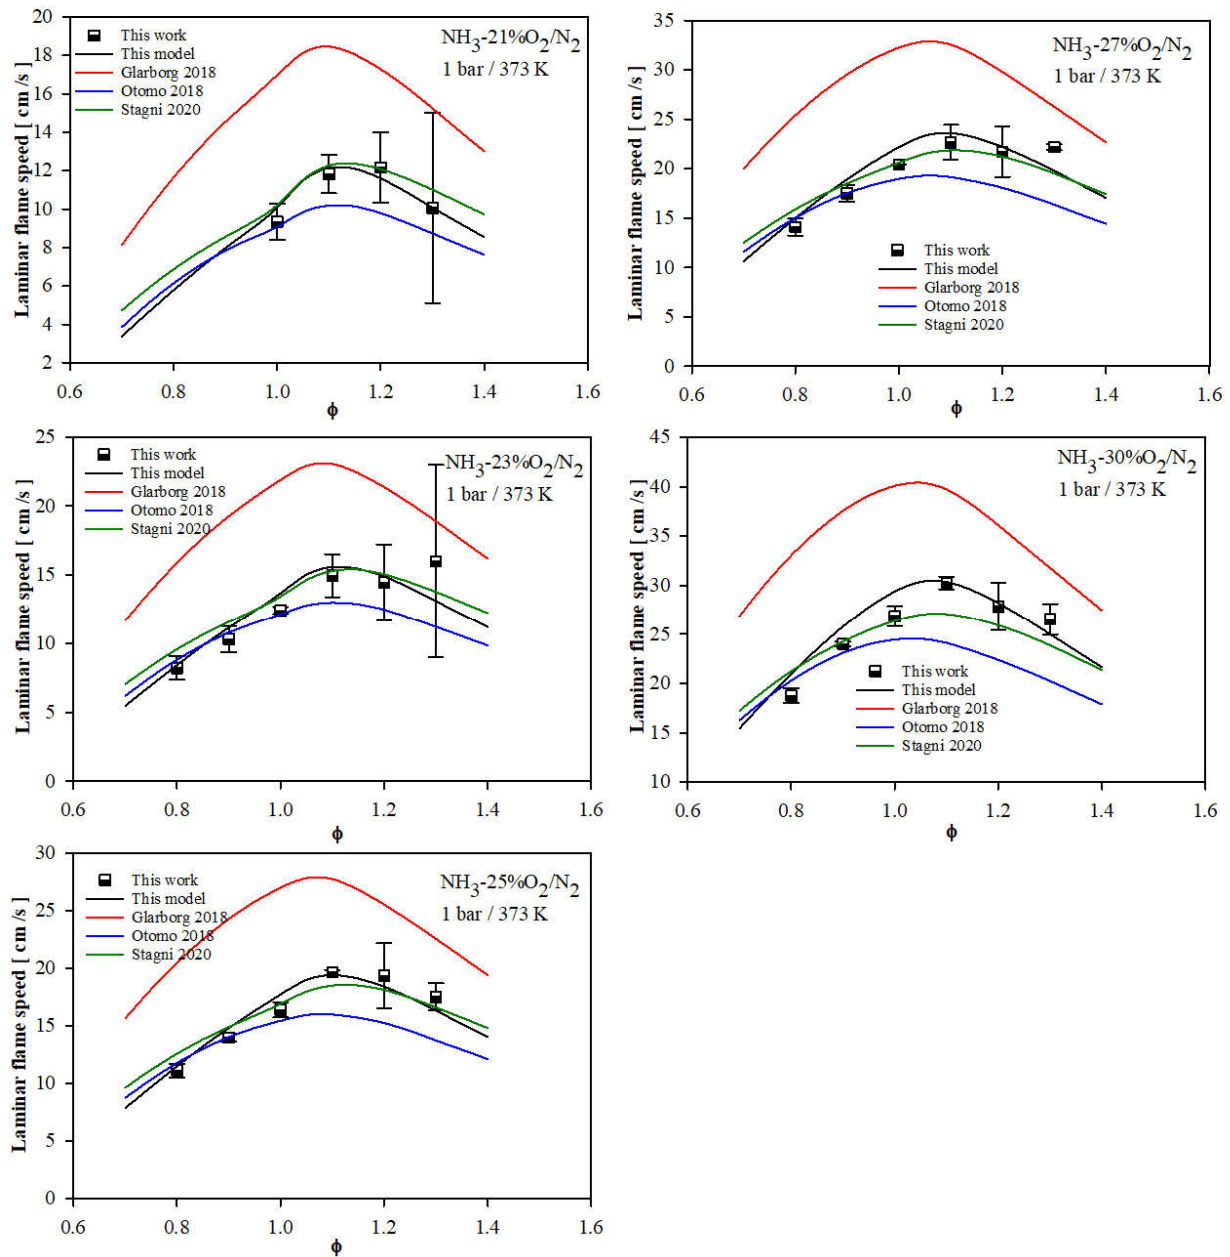 20
18
16
14
12
10
8
6
4
2
0.6 0.8 1.0 1.2 1.4 1.6
Laminar flame speed [ cm /s]
ϕ
This work
This model
Glarborg 2018
Otomo 2018
Stagni 2020
NH3-21%O2/N2
1 bar / 373 K
35
30
25
20
15
10
5
0
0.6 0.8 1.0 1.2 1.4 1.6
Laminar flame speed [ cm /s]
ϕ
NH3-27%O2/N2
1 bar / 373 K
This work
This model
Glarborg 2018
Otomo 2018
Stagni 2020
25
20
15
10
5
0
0.6 0.8 1.0 1.2 1.4 1.6
Laminar flame speed [ cm /s]
ϕ
This work
This model
Glarborg 2018
Otomo 2018
Stagni 2020
NH3-23%O2/N2
1 bar / 373 K
45
40
35
30
25
20
15
10
0.6 0.8 1.0 1.2 1.4 1.6
Laminar flame speed [ cm /s]
ϕ
NH3-30%O2/N2
1 bar / 373 K
This work
This model
Glarborg 2018
Otomo 2018
Stagni 2020
30
25
20
15
10
5
0
0.6 0.8 1.0 1.2 1.4 1.6
Laminar flame speed [ cm /s]
ϕ
This work
This model
Glarborg 2018
Otomo 2018
Stagni 2020
NH3-25%O2/N2
1 bar / 373 K